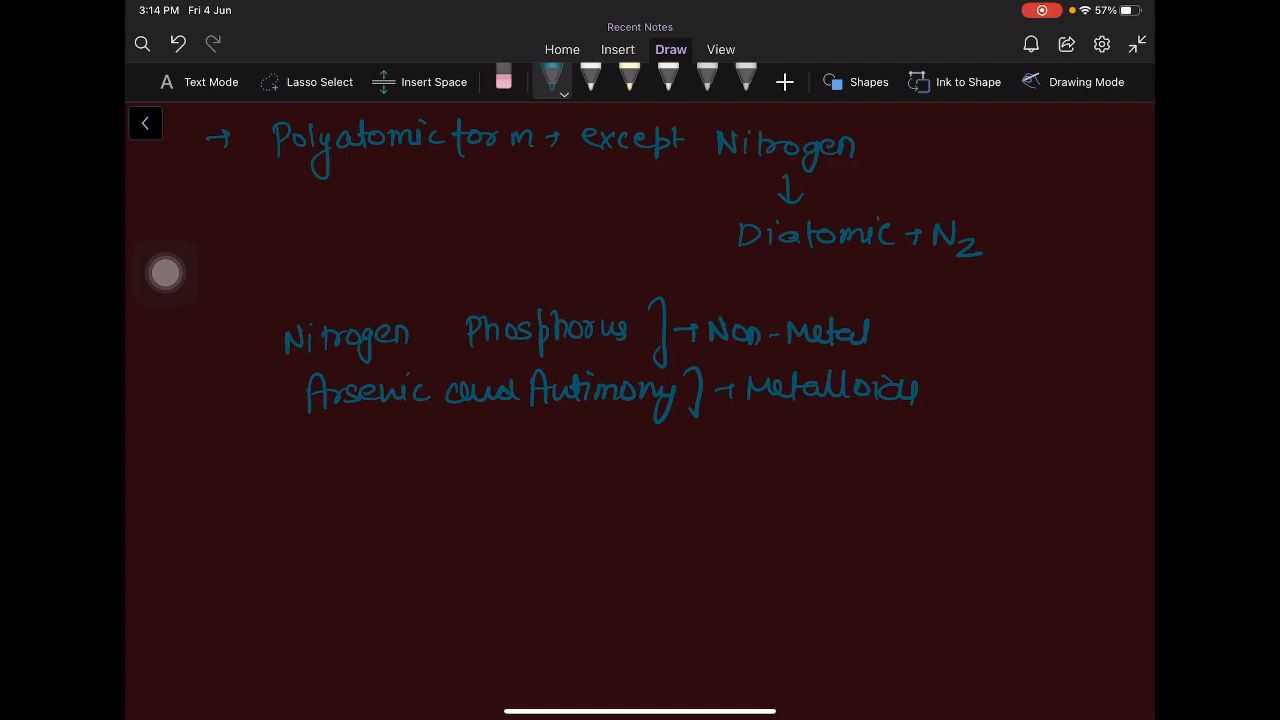 3:14 PM Fri 4 Jun
57%
Recent Notes
Home Insert Draw View
Text Mode Lasso Select Insert Space Shapes Ink to Shape Drawing Mode
→ Polyatomic form → except Nitrogen
↓
Diatomic → N₂
Nitrogen Phosphorus } → Non-Metal
Arsenic and Antimony } → Metalloids